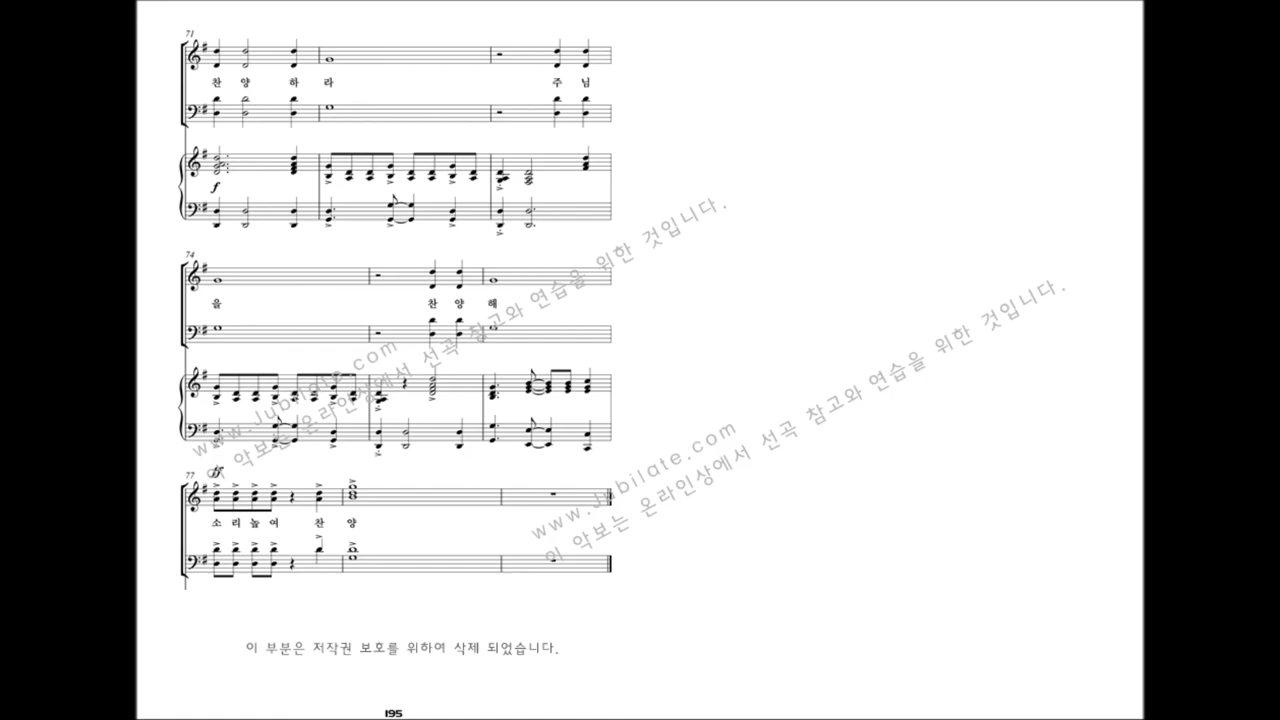 71
찬 양 하 라 주 님
f
74
을 찬 양 해
www.Jubilate.com
이 악보는 온라인상에서 선곡 참고와 연습을 위한 것입니다.
www.Jubilate.com
이 악보는 온라인상에서 선곡 참고와 연습을 위한 것입니다.
77
ff
소 리 높 여 찬 양
이 부분은 저작권 보호를 위하여 삭제 되었습니다.
195